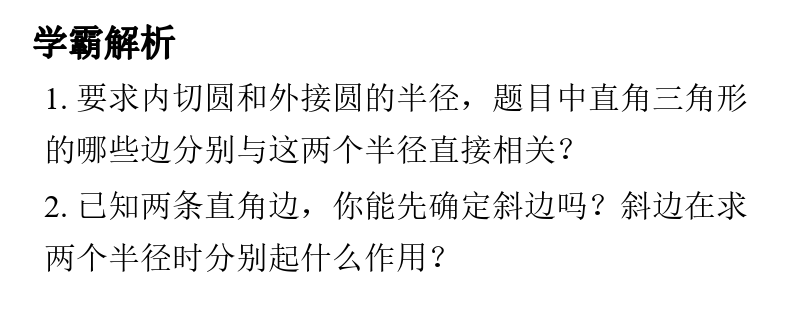 学霸解析
1. 要求内切圆和外接圆的半径，题目中直角三角形
的哪些边分别与这两个半径直接相关？
2. 已知两条直角边，你能先确定斜边吗？斜边在求
两个半径时分别起什么作用？